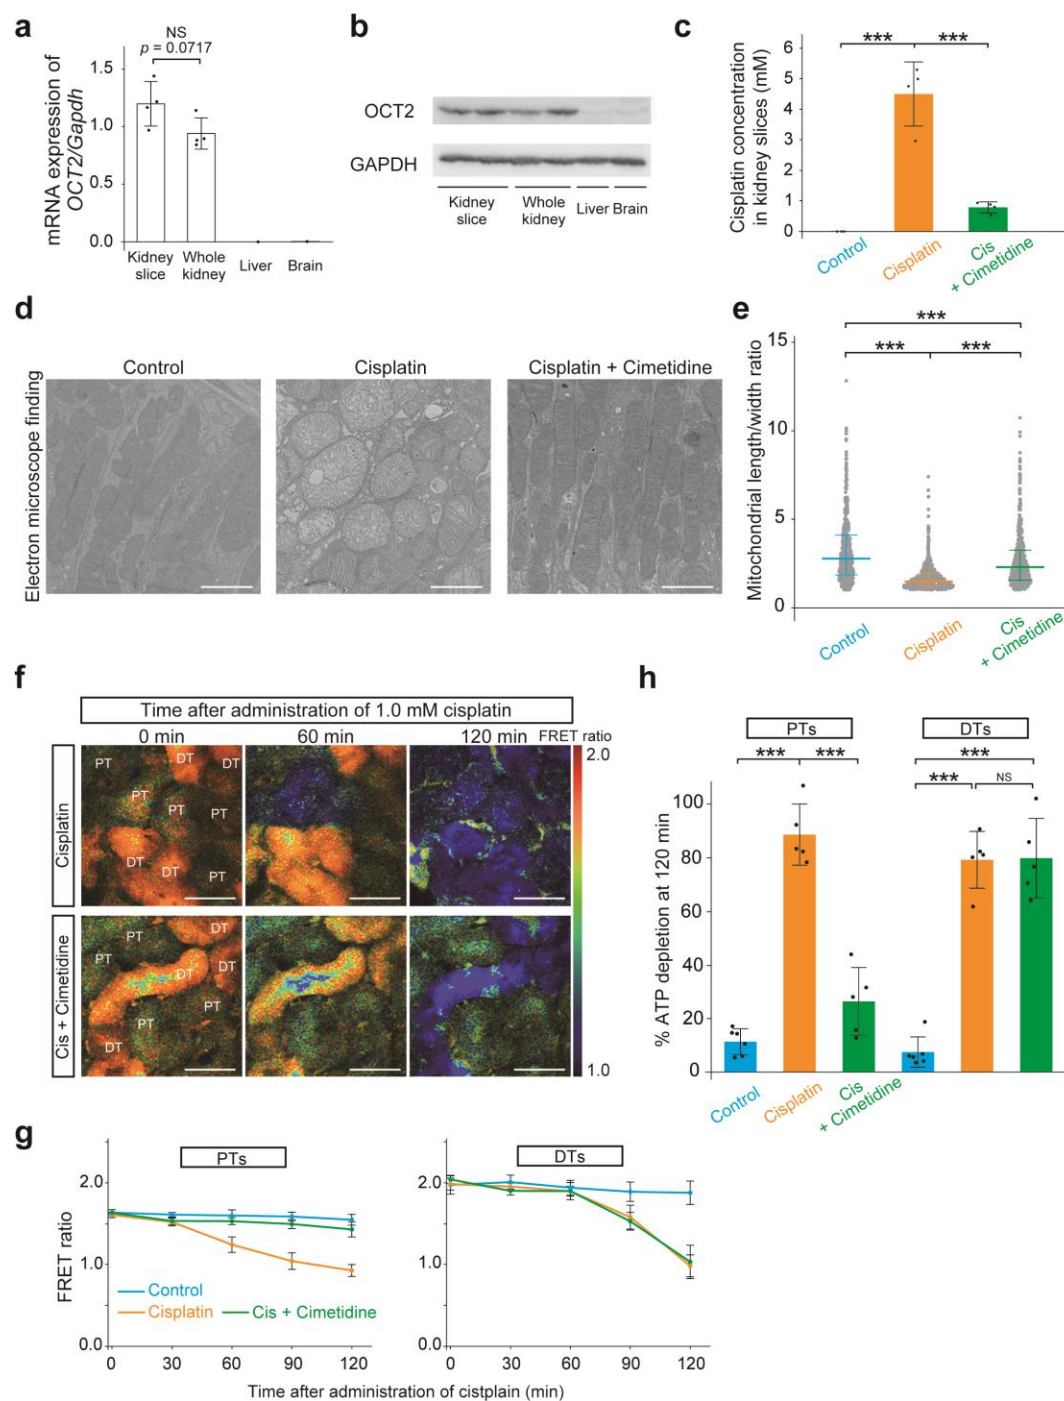 a
NS
p = 0.0717
mRNA expression of
OCT2/Gapdh
1.5
1.0
0.5
0.0
Kidney
slice
Whole
kidney
Liver
Brain
b
OCT2
GAPDH
Kidney
slice
Whole
kidney
Liver
Brain
c
***
***
Cisplatin concentration
in kidney slices (mM)
6
5
4
3
2
1
0
Control
Cisplatin
Cis
+ Cimetidine
d
Electron microscope finding
Control
Cisplatin
Cisplatin + Cimetidine
e
***
***
***
Mitochondrial length/width ratio
15
10
5
0
Control
Cisplatin
Cis
+ Cimetidine
f
Time after administration of 1.0 mM cisplatin
0 min
60 min
120 min
FRET ratio
2.0
1.0
Cisplatin
PT
DT
DT
PT
PT
PT
DT
DT
PT
Cis + Cimetidine
PT
DT
PT
DT
PT
PT
DT
g
PTs
FRET ratio
2.0
1.0
0.0
Control
Cisplatin
Cis + Cimetidine
0 30 60 90 120
DTs
2.0
1.0
0.0
0 30 60 90 120
Time after administration of cistplain (min)
h
PTs
DTs
***
***
***
***
NS
% ATP depletion at 120 min
100
80
60
40
20
0
Control
Cisplatin
Cis
+ Cimetidine